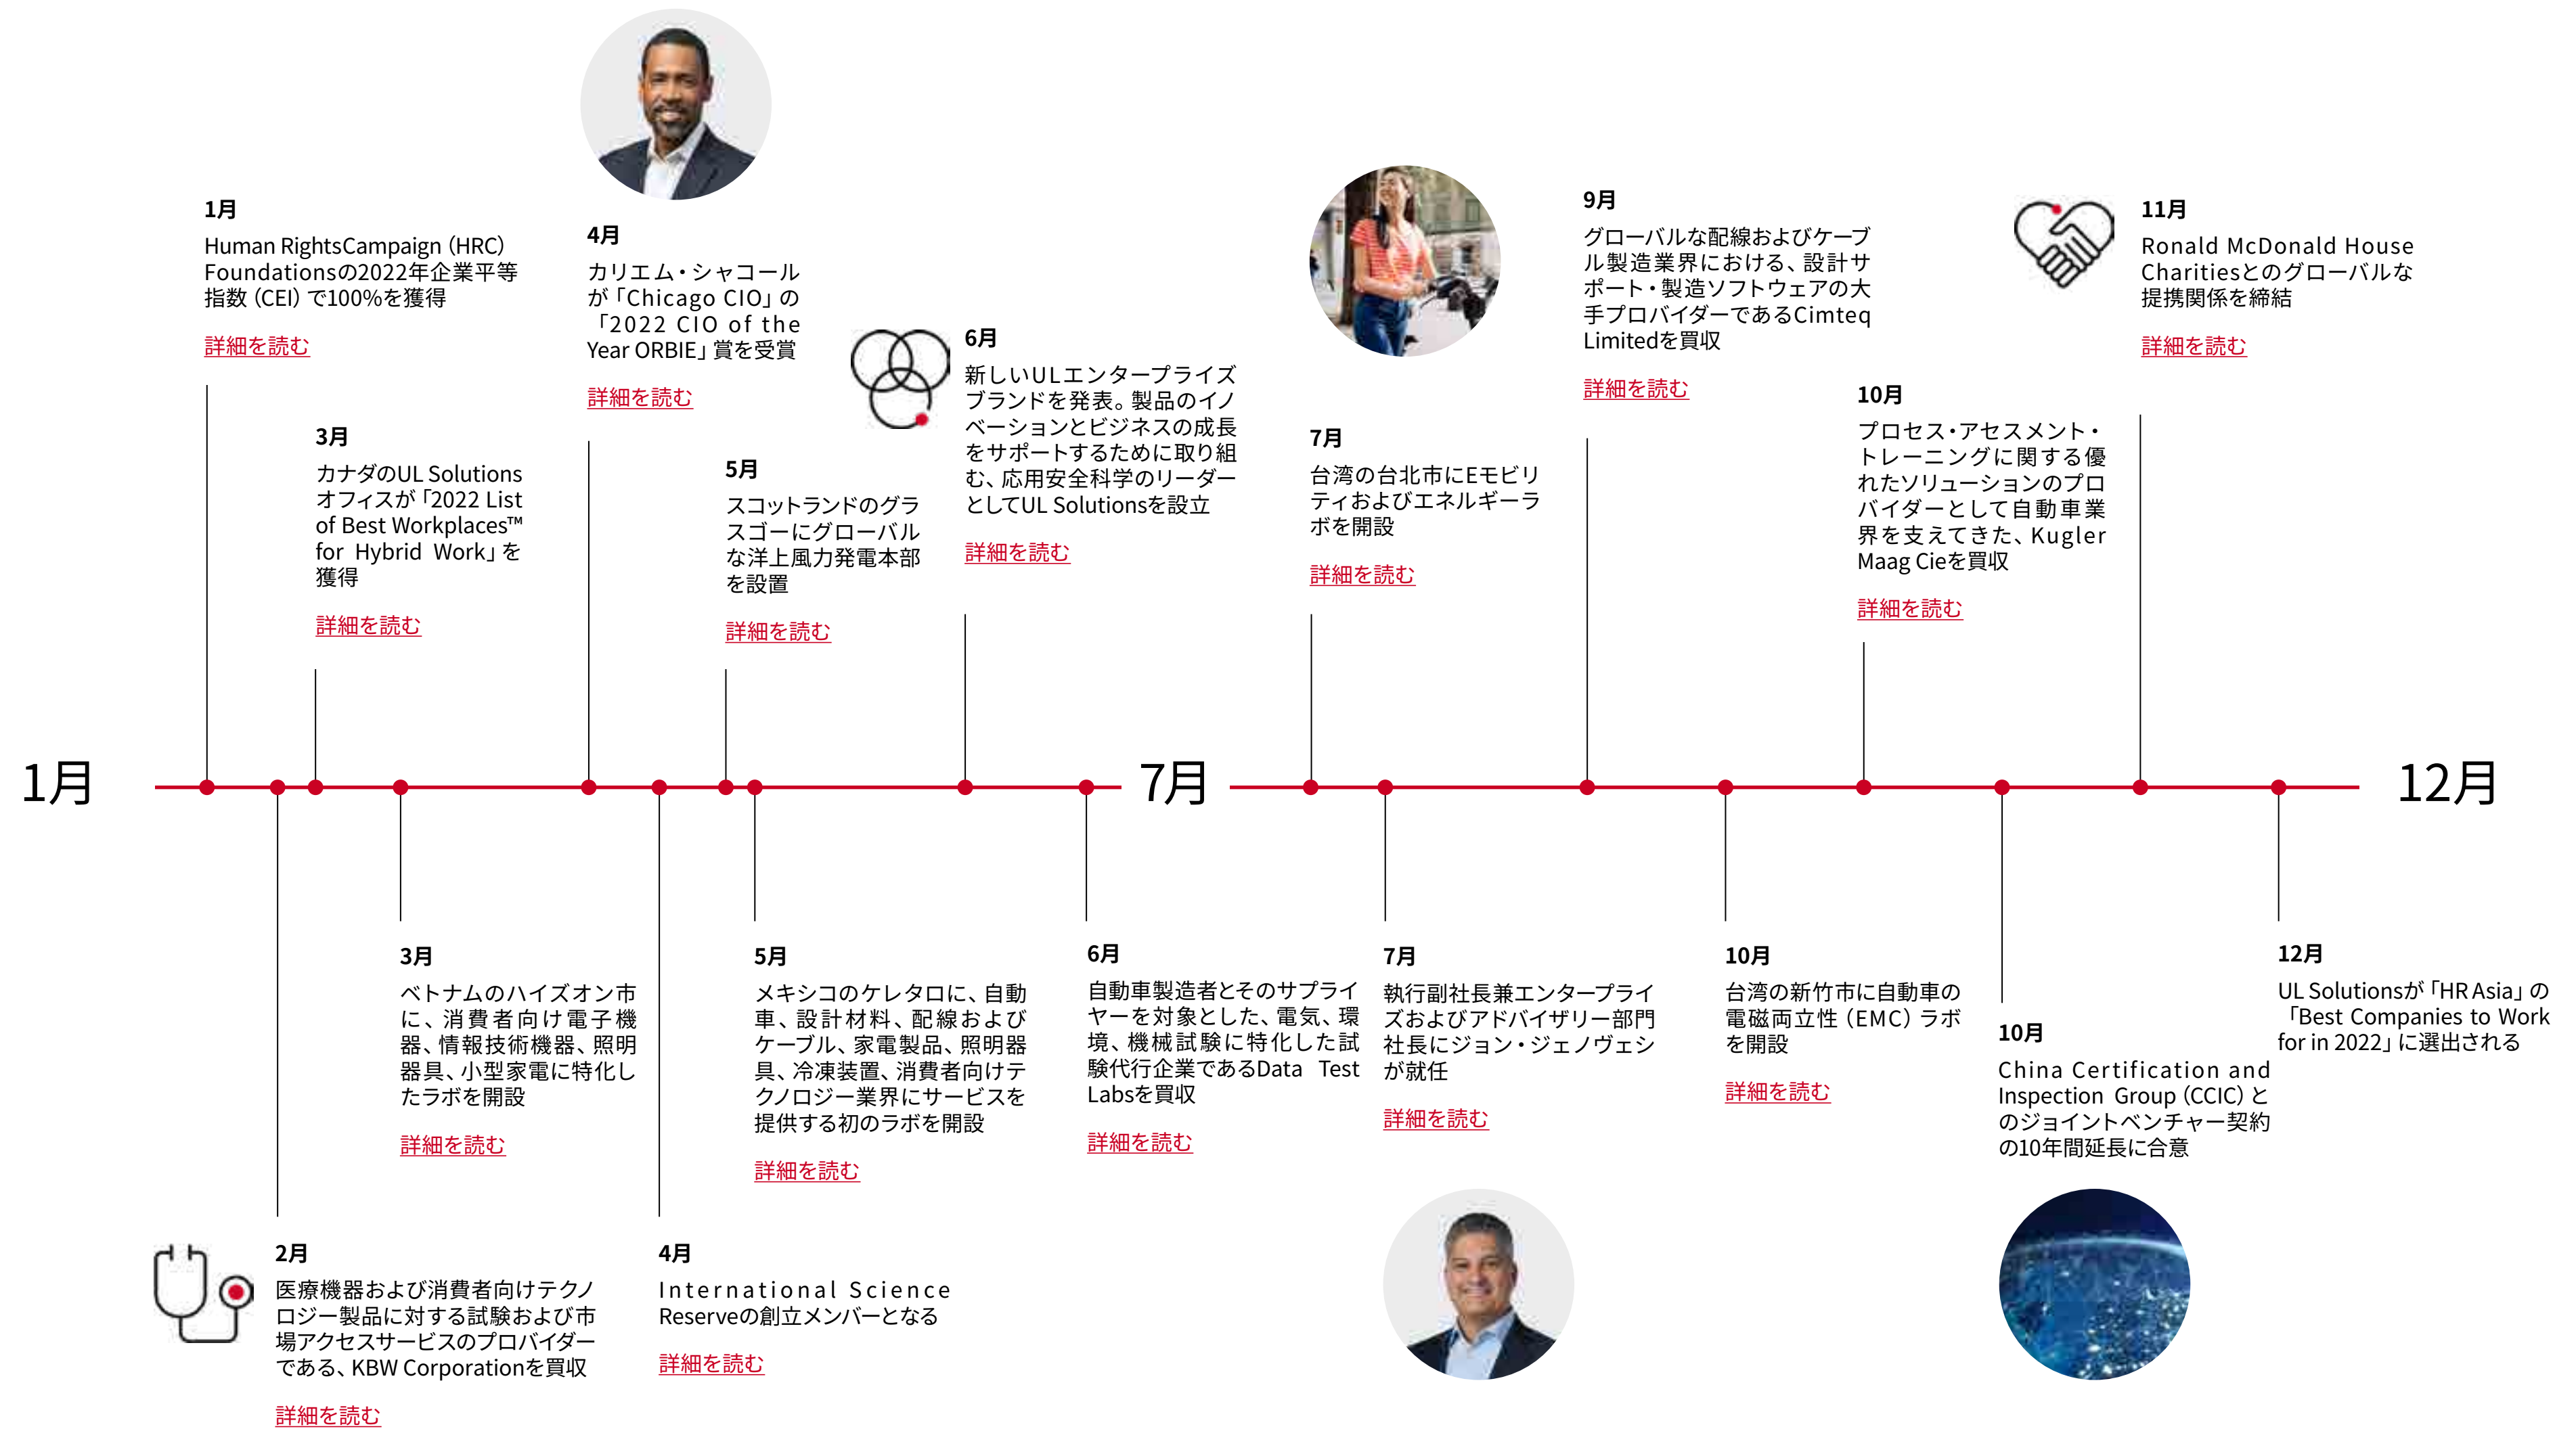 1月
Human RightsCampaign（HRC）
Foundationsの2022年企業平等
指数（CEI）で100%を獲得
詳細を読む
3月
カナダのUL Solutions
オフィスが「2022 List
of Best Workplaces™
for Hybrid Work」を
獲得
詳細を読む
4月
カリエム・シャコール
が「Chicago CIO」の
「2022 CIO of the
Year ORBIE」賞を受賞
詳細を読む
5月
スコットランドのグラ
スゴーにグローバル
な洋上風力発電本部
を設置
詳細を読む
6月
新しいULエンタープライズ
ブランドを発表。製品のイノ
ベーションとビジネスの成長
をサポートするために取り組
む、応用安全科学のリーダー
としてUL Solutionsを設立
詳細を読む
7月
台湾の台北市にEモビリ
ティおよびエネルギーラ
ボを開設
詳細を読む
9月
グローバルな配線およびケーブ
ル製造業界における、設計サ
ポート・製造ソフトウェアの大
手プロバイダーであるCimteq
Limitedを買収
詳細を読む
10月
プロセス・アセスメント・
トレーニングに関する優
れたソリューションのプロ
バイダーとして自動車業
界を支えてきた、Kugler
Maag Cieを買収
詳細を読む
11月
Ronald McDonald House
Charitiesとのグローバルな
提携関係を締結
詳細を読む
1月
7月
12月
2月
医療機器および消費者向けテクノ
ロジー製品に対する試験および市
場アクセスサービスのプロバイダー
である、KBW Corporationを買収
詳細を読む
3月
ベトナムのハイズオン市
に、消費者向け電子機
器、情報技術機器、照明
器具、小型家電に特化し
たラボを開設
詳細を読む
4月
International Science
Reserveの創立メンバーとなる
詳細を読む
5月
メキシコのケレタロに、自動
車、設計材料、配線および
ケーブル、家電製品、照明器
具、冷凍装置、消費者向けテ
クノロジー業界にサービスを
提供する初のラボを開設
詳細を読む
6月
自動車製造者とそのサプライ
ヤーを対象とした、電気、環
境、機械試験に特化した試
験代行企業であるData Test
Labsを買収
詳細を読む
7月
執行副社長兼エンタープライ
ズおよびアドバイザリー部門
社長にジョン・ジェノヴェシ
が就任
詳細を読む
10月
台湾の新竹市に自動車の
電磁両立性（EMC）ラボ
を開設
詳細を読む
10月
China Certification and
Inspection Group（CCIC）と
のジョイントベンチャー契約
の10年間延長に合意
12月
UL Solutionsが「HR Asia」の
「Best Companies to Work
for in 2022」に選出される